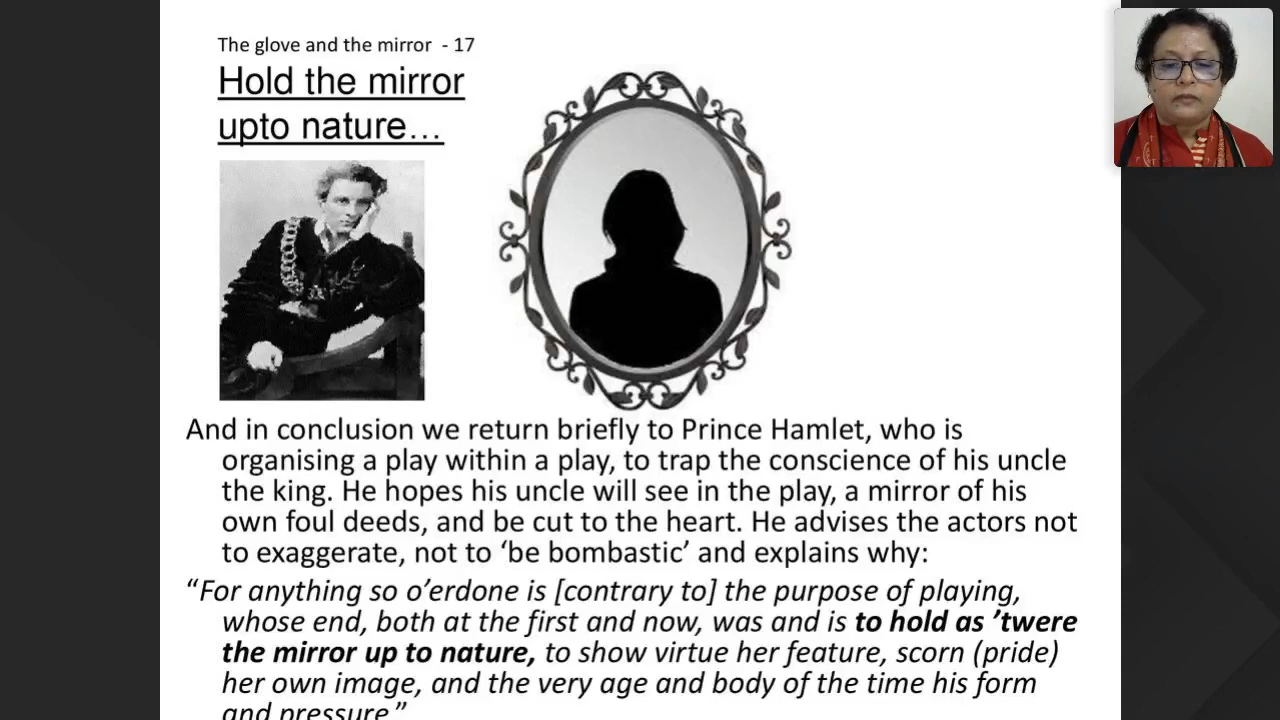 The glove and the mirror - 17
Hold the mirror
upto nature...
And in conclusion we return briefly to Prince Hamlet, who is
organising a play within a play, to trap the conscience of his uncle
the king. He hopes his uncle will see in the play, a mirror of his
own foul deeds, and be cut to the heart. He advises the actors not
to exaggerate, not to ‘be bombastic’ and explains why:
“For anything so o’erdone is [contrary to] the purpose of playing,
whose end, both at the first and now, was and is to hold as ’twere
the mirror up to nature, to show virtue her feature, scorn (pride)
her own image, and the very age and body of the time his form
and pressure”